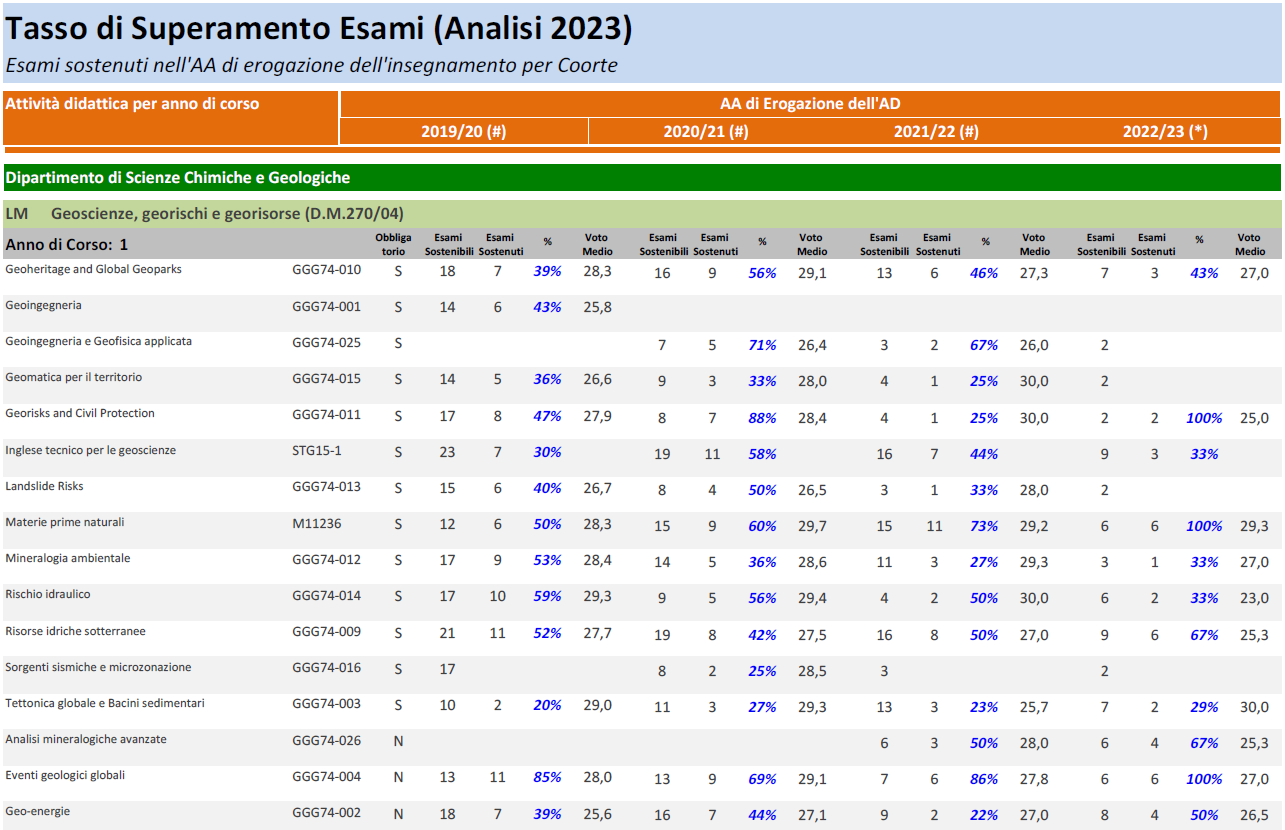 Tasso di Superamento Esami (Analisi 2023)
Esami sostenuti nell'AA di erogazione dell'insegnamento per Coorte
Attività didattica per anno di corso AA di Erogazione dell'AD
2019/20 (#) 2020/21 (#) 2021/22 (#) 2022/23 (*)
Dipartimento di Scienze Chimiche e Geologiche
LM Geoscienze, georischi e georisorse (D.M.270/04)
Anno di Corso: 1 Obbliga torio Esami Sostenibili Esami Sostenuti % Voto Medio Esami Sostenibili Esami Sostenuti % Voto Medio Esami Sostenibili Esami Sostenuti % Voto Medio Esami Sostenibili Esami Sostenuti % Voto Medio
Geoheritage and Global Geoparks GGG74-010 S 18 7 39% 28,3 16 9 56% 29,1 13 6 46% 27,3 7 3 43% 27,0
Geoingegneria GGG74-001 S 14 6 43% 25,8
Geoingegneria e Geofisica applicata GGG74-025 S 7 5 71% 26,4 3 2 67% 26,0 2
Geomatica per il territorio GGG74-015 S 14 5 36% 26,6 9 3 33% 28,0 4 1 25% 30,0 2
Georisks and Civil Protection GGG74-011 S 17 8 47% 27,9 8 7 88% 28,4 4 1 25% 30,0 2 2 100% 25,0
Inglese tecnico per le geoscienze STG15-1 S 23 7 30% 19 11 58% 16 7 44% 9 3 33%
Landslide Risks GGG74-013 S 15 6 40% 26,7 8 4 50% 26,5 3 1 33% 28,0 2
Materie prime naturali M11236 S 12 6 50% 28,3 15 9 60% 29,7 15 11 73% 29,2 6 6 100% 29,3
Mineralogia ambientale GGG74-012 S 17 9 53% 28,4 14 5 36% 28,6 11 3 27% 29,3 3 1 33% 27,0
Rischio idraulico GGG74-014 S 17 10 59% 29,3 9 5 56% 29,4 4 2 50% 30,0 6 2 33% 23,0
Risorse idriche sotterranee GGG74-009 S 21 11 52% 27,7 19 8 42% 27,5 16 8 50% 27,0 9 6 67% 25,3
Sorgenti sismiche e microzonazione GGG74-016 S 17 8 2 25% 28,5 3 2
Tettonica globale e Bacini sedimentari GGG74-003 S 10 2 20% 29,0 11 3 27% 29,3 13 3 23% 25,7 7 2 29% 30,0
Analisi mineralogiche avanzate GGG74-026 N 6 3 50% 28,0 6 4 67% 25,3
Eventi geologici globali GGG74-004 N 13 11 85% 28,0 13 9 69% 29,1 7 6 86% 27,8 6 6 100% 27,0
Geo-energie GGG74-002 N 18 7 39% 25,6 16 7 44% 27,1 9 2 22% 27,0 8 4 50% 26,5